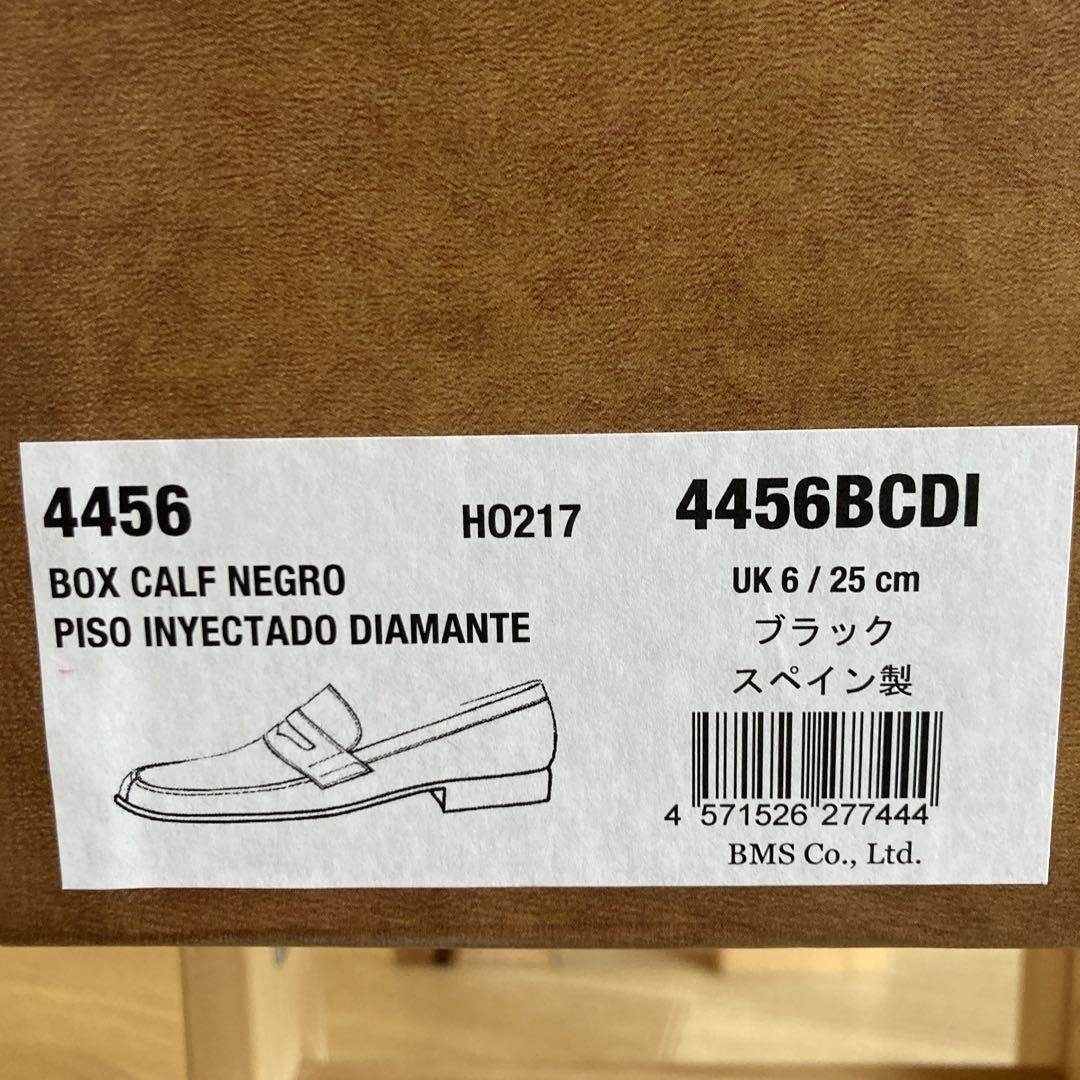 4456
HO217
BOX CALF NEGRO
PISO INYECTADO DIAMANTE
4456BCDI
UK 6 / 25 cm
ブラック
スペイン製
4 571526 277444
BMS Co., Ltd.